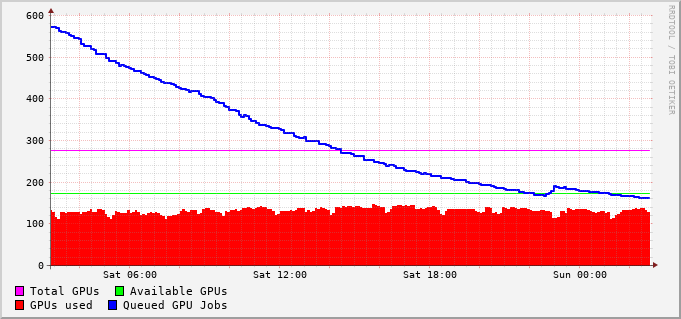 600
500
400
300
200
100
0
Sat 06:00 Sat 12:00 Sat 18:00 Sun 00:00
Total GPUs Available GPUs
GPUs used Queued GPU Jobs
RRDTOOL / TOBI OETIKER